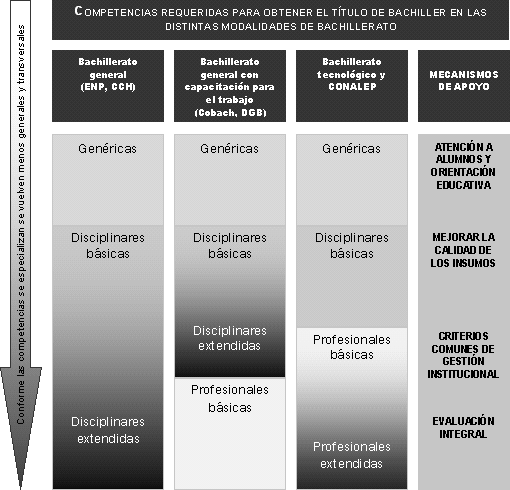 COMPETENCIAS REQUERIDAS PARA OBTENER EL TÍTULO DE BACHILLER EN LAS
DISTINTAS MODALIDADES DE BACHILLERATO
Conforme las competencias se especializan se vuelven menos generales y transversales
Bachillerato
general
(ENP, CCH)
Bachillerato
general con
capacitación para
el trabajo
(Cobach, DGB)
Bachillerato
tecnológico y
CONALEP
MECANISMOS
DE APOYO
Genéricas
Disciplinares
básicas
Disciplinares
extendidas
Genéricas
Disciplinares
básicas
Disciplinares
extendidas
Profesionales
básicas
Genéricas
Disciplinares
básicas
Profesionales
básicas
Profesionales
extendidas
ATENCIÓN A
ALUMNOS Y
ORIENTACIÓN
EDUCATIVA
MEJORAR LA
CALIDAD DE
LOS INSUMOS
CRITERIOS
COMUNES DE
GESTIÓN
INSTITUCIONAL
EVALUACIÓN
INTEGRAL